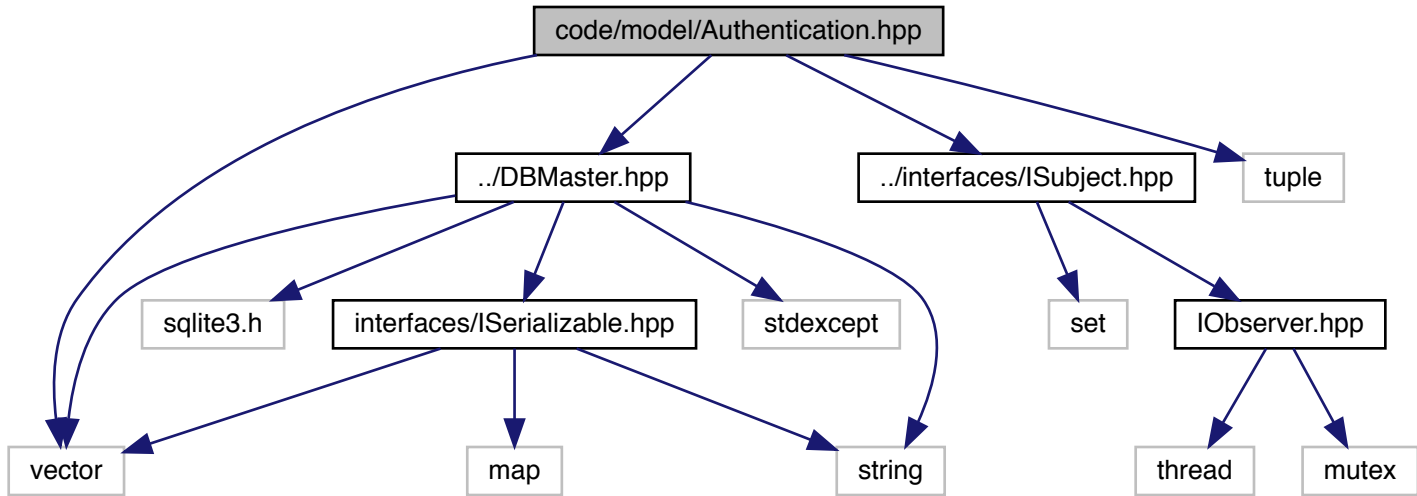 code/model/Authentication.hpp
../DBMaster.hpp
../interfaces/ISubject.hpp
tuple
sqlite3.h
interfaces/ISerializable.hpp
stdexcept
set
IObserver.hpp
vector
map
string
thread
mutex